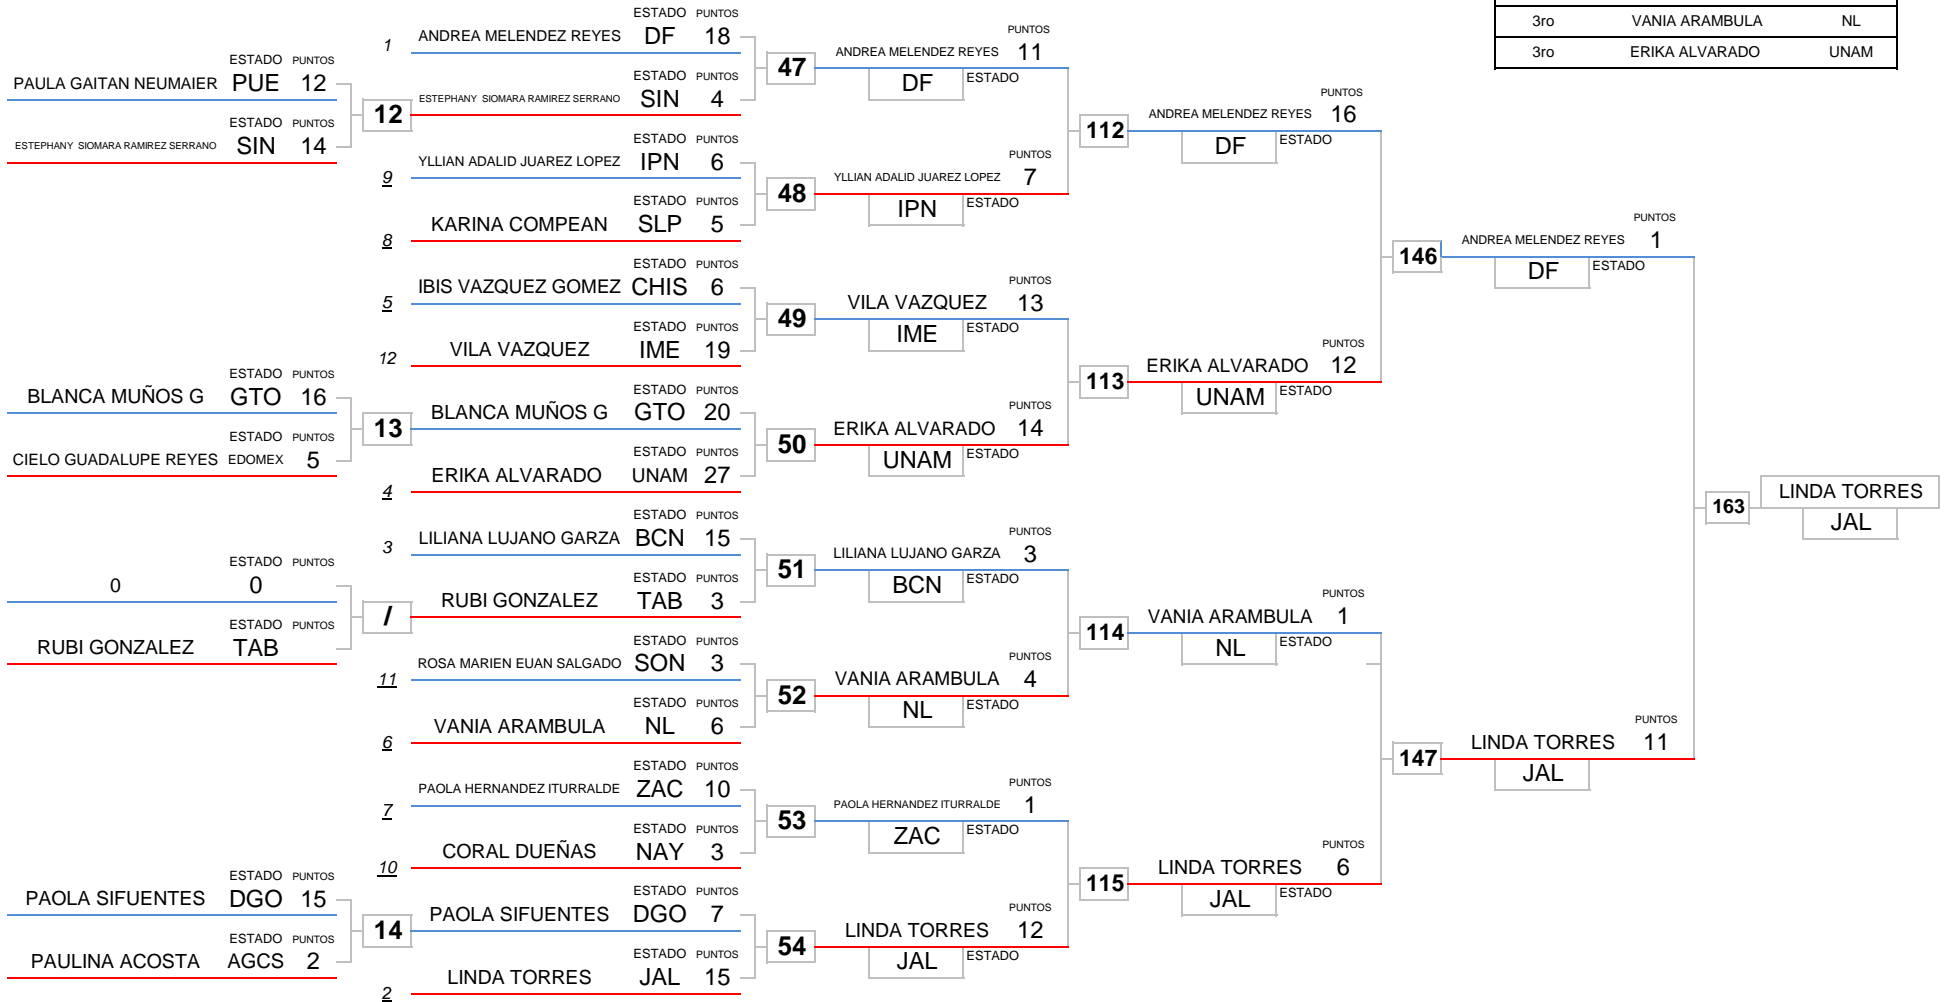 3ro VANIA ARAMBULA NL
3ro ERIKA ALVARADO UNAM
ESTADO PUNTOS
PAULA GAITAN NEUMAIER PUE 12
ESTADO PUNTOS
ESTEPHANY SIOMARA RAMIREZ SERRANO SIN 14
12
ESTADO PUNTOS
BLANCA MUÑOS G GTO 16
ESTADO PUNTOS
CIELO GUADALUPE REYES EDOMEX 5
13
ESTADO PUNTOS
0 0
ESTADO PUNTOS
RUBI GONZALEZ TAB
/
ESTADO PUNTOS
PAOLA SIFUENTES DGO 15
ESTADO PUNTOS
PAULINA ACOSTA AGCS 2
14
ESTADO PUNTOS
1 ANDREA MELENDEZ REYES DF 18
ESTADO PUNTOS
ESTEPHANY SIOMARA RAMIREZ SERRANO SIN 4
47
ESTADO PUNTOS
9 YLLIAN ADALID JUAREZ LOPEZ IPN 6
ESTADO PUNTOS
8 KARINA COMPEAN SLP 5
48
ESTADO PUNTOS
5 IBIS VAZQUEZ GOMEZ CHIS 6
ESTADO PUNTOS
12 VILA VAZQUEZ IME 19
49
ESTADO PUNTOS
BLANCA MUÑOS G GTO 20
ESTADO PUNTOS
4 ERIKA ALVARADO UNAM 27
50
ESTADO PUNTOS
3 LILIANA LUJANO GARZA BCN 15
ESTADO PUNTOS
RUBI GONZALEZ TAB 3
51
ESTADO PUNTOS
11 ROSA MARIEN EUAN SALGADO SON 3
ESTADO PUNTOS
6 VANIA ARAMBULA NL 6
52
ESTADO PUNTOS
7 PAOLA HERNANDEZ ITURRALDE ZAC 10
ESTADO PUNTOS
10 CORAL DUEÑAS NAY 3
53
ESTADO PUNTOS
PAOLA SIFUENTES DGO 7
ESTADO PUNTOS
2 LINDA TORRES JAL 15
54
PUNTOS
ANDREA MELENDEZ REYES 11
DF ESTADO
PUNTOS
YLLIAN ADALID JUAREZ LOPEZ 7
IPN ESTADO
112
PUNTOS
VILA VAZQUEZ 13
IME ESTADO
PUNTOS
ERIKA ALVARADO 14
UNAM ESTADO
113
PUNTOS
LILIANA LUJANO GARZA 3
BCN ESTADO
PUNTOS
VANIA ARAMBULA 4
NL ESTADO
114
PUNTOS
PAOLA HERNANDEZ ITURRALDE 1
ZAC ESTADO
PUNTOS
LINDA TORRES 12
JAL ESTADO
115
PUNTOS
ANDREA MELENDEZ REYES 16
DF ESTADO
PUNTOS
ERIKA ALVARADO 12
UNAM ESTADO
146
PUNTOS
VANIA ARAMBULA 1
NL ESTADO
PUNTOS
LINDA TORRES 6
JAL ESTADO
147
PUNTOS
ANDREA MELENDEZ REYES 1
DF ESTADO
PUNTOS
LINDA TORRES 11
JAL
163
LINDA TORRES
JAL